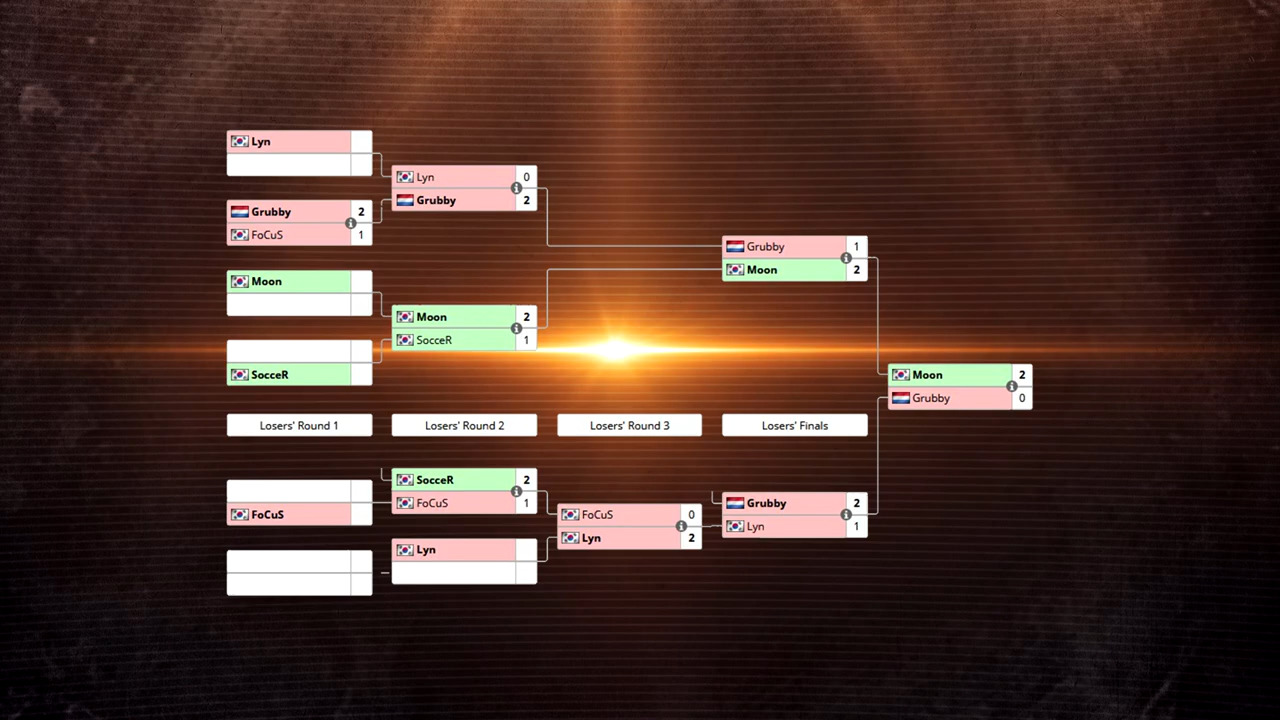 Lyn
Lyn 0
Grubby 2
Grubby 2
FoCuS 1
Grubby 1
Moon 2
Moon
Moon 2
SocceR 1
SocceR
Moon 2
Grubby 0
Losers' Round 1
Losers' Round 2
Losers' Round 3
Losers' Finals
SocceR 2
FoCuS 1
FoCuS
FoCuS 0
Lyn 2
Grubby 2
Lyn 1
Lyn